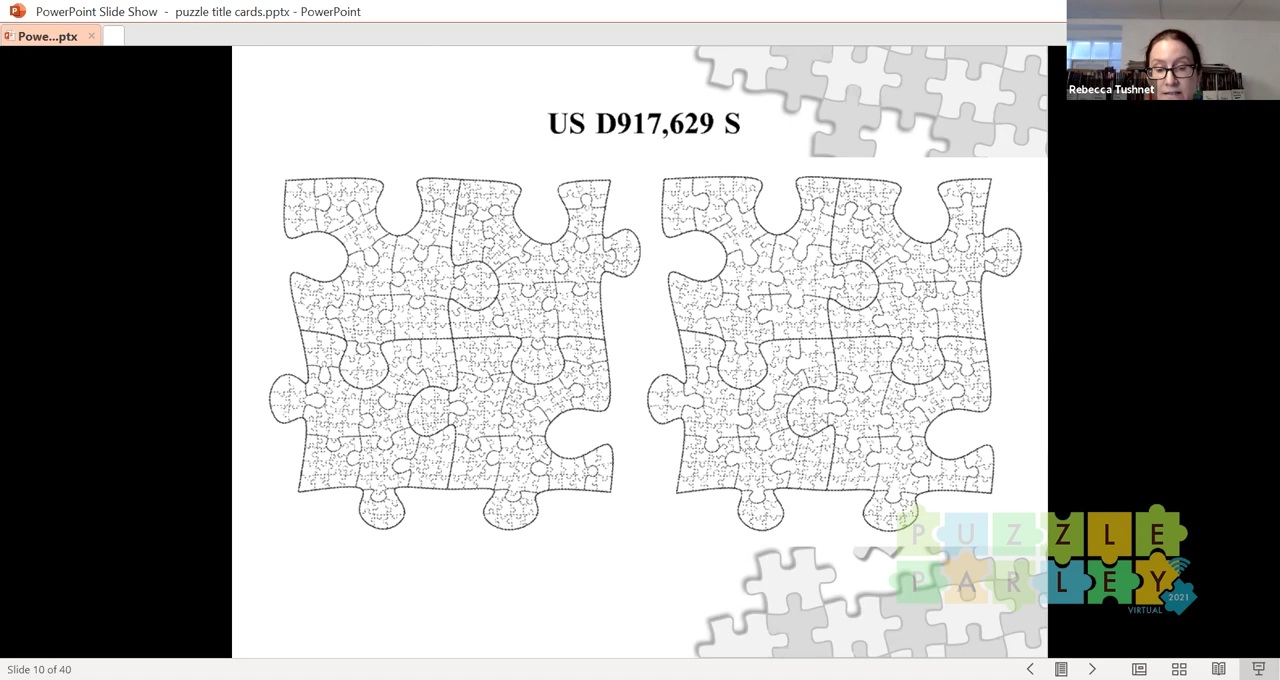 PowerPoint Slide Show - puzzle title cards.pptx - PowerPoint
Powe...ptx
Rebecca Tushnet
US D917,629 S
PUZZLE
PARLEY
VIRTUAL
2021
Slide 10 of 40